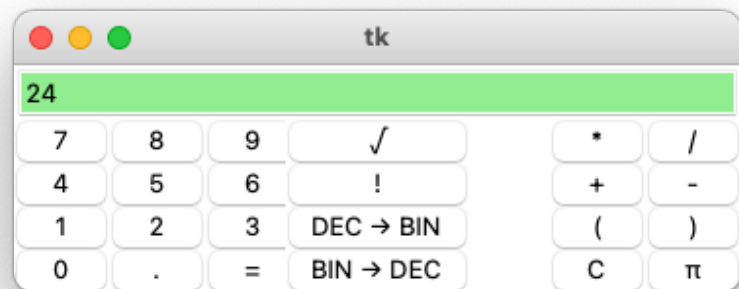 tk
24
7 8 9 √ * /
4 5 6 ! + -
1 2 3 DEC → BIN ( )
0 . = BIN → DEC C π